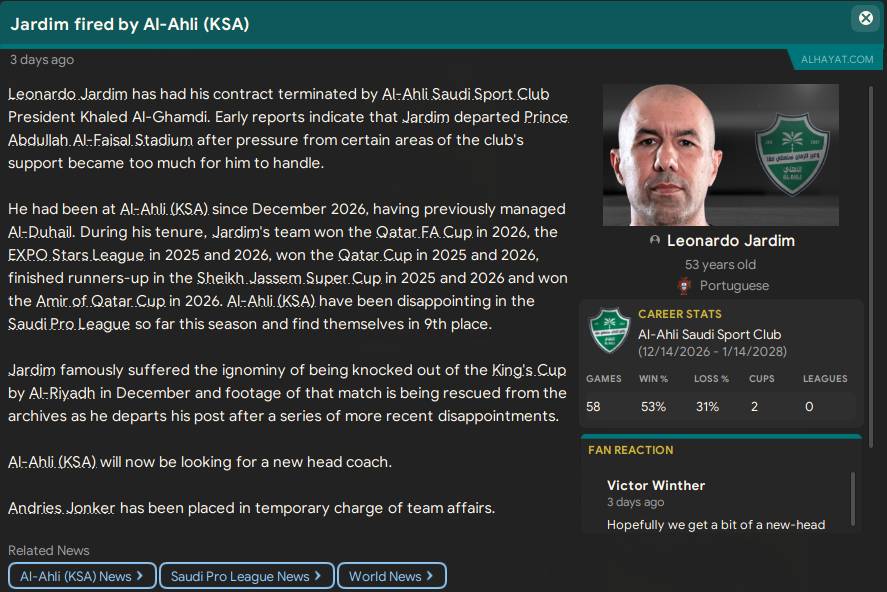 Jardim fired by Al-Ahli (KSA)
3 days ago
ALHAYAT.COM
Leonardo Jardim has had his contract terminated by Al-Ahli Saudi Sport Club
President Khaled Al-Ghamdi. Early reports indicate that Jardim departed Prince
Abdullah Al-Faisal Stadium after pressure from certain areas of the club's
support became too much for him to handle.
He had been at Al-Ahli (KSA) since December 2026, having previously managed
Al-Duhail. During his tenure, Jardim's team won the Qatar FA Cup in 2026, the
EXPO Stars League in 2025 and 2026, won the Qatar Cup in 2025 and 2026,
finished runners-up in the Sheikh Jassem Super Cup in 2025 and 2026 and won
the Amir of Qatar Cup in 2026. Al-Ahli (KSA) have been disappointing in the
Saudi Pro League so far this season and find themselves in 9th place.
Jardim famously suffered the ignominy of being knocked out of the King's Cup
by Al-Riyadh in December and footage of that match is being rescued from the
archives as he departs his post after a series of more recent disappointments.
Al-Ahli (KSA) will now be looking for a new head coach.
Andries Jonker has been placed in temporary charge of team affairs.
Related News
Al-Ahli (KSA) News
Saudi Pro League News
World News
Leonardo Jardim
53 years old
Portuguese
CAREER STATS
Al-Ahli Saudi Sport Club
(12/14/2026 - 1/14/2028)
GAMES WIN % LOSS % CUPS LEAGUES
58 53% 31% 2 0
FAN REACTION
Victor Winther
3 days ago
Hopefully we get a bit of a new-head